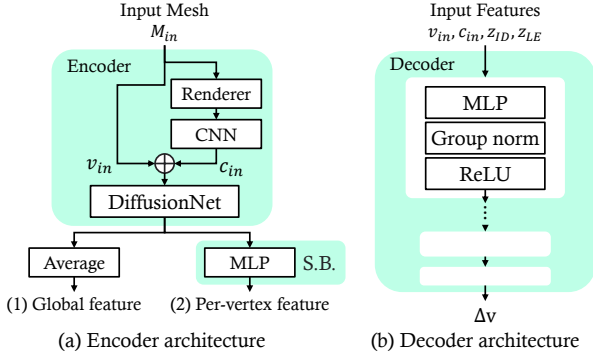 Input Mesh
M_in
Encoder
Renderer
CNN
v_in
c_in
DiffusionNet
Average
MLP
S.B.
(1) Global feature
(2) Per-vertex feature
(a) Encoder architecture
Input Features
v_in, c_in, z_ID, z_LE
Decoder
MLP
Group norm
ReLU
Δv
(b) Decoder architecture